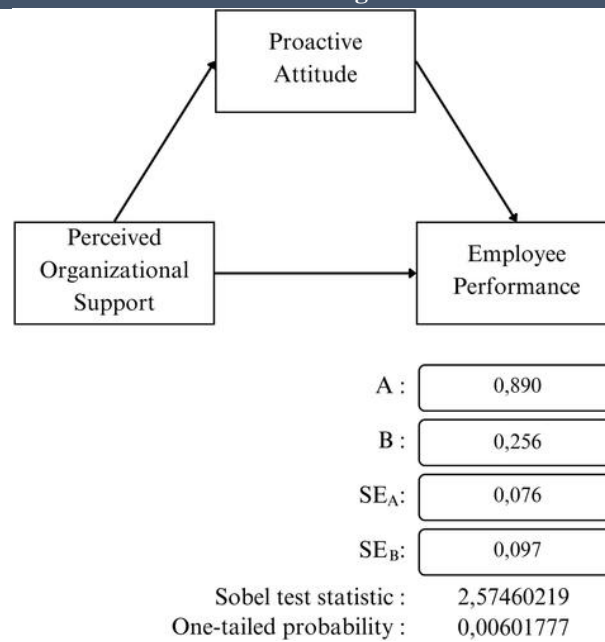 Proactive
Attitude
Perceived
Organizational
Support
Employee
Performance
A : 0,890
B : 0,256
SEA: 0,076
SEB: 0,097
Sobel test statistic : 2,57460219
One-tailed probability : 0,00601777